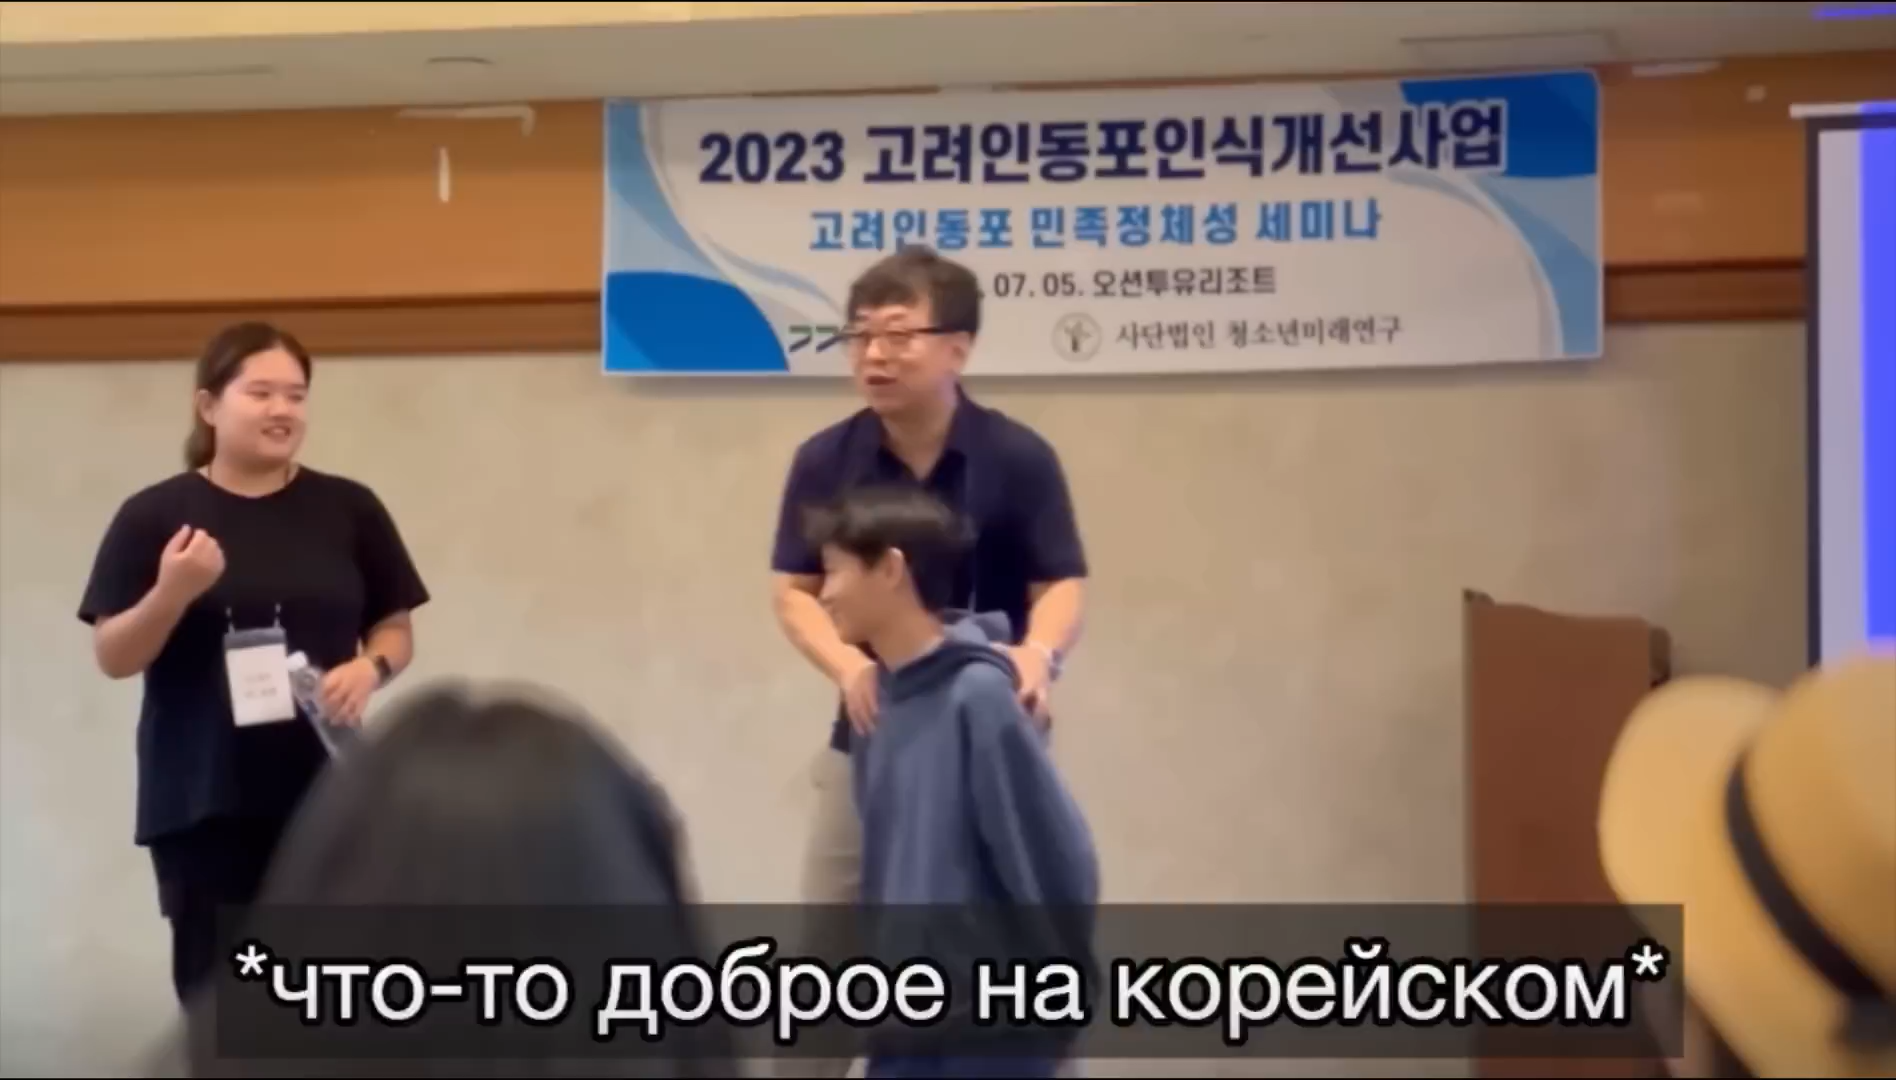 2023 고려인동포인식개선사업
고려인동포 민족정체성 세미나
07. 05. 오션투유리조트
사단법인 청소년미래연구
*что-то доброе на корейском*